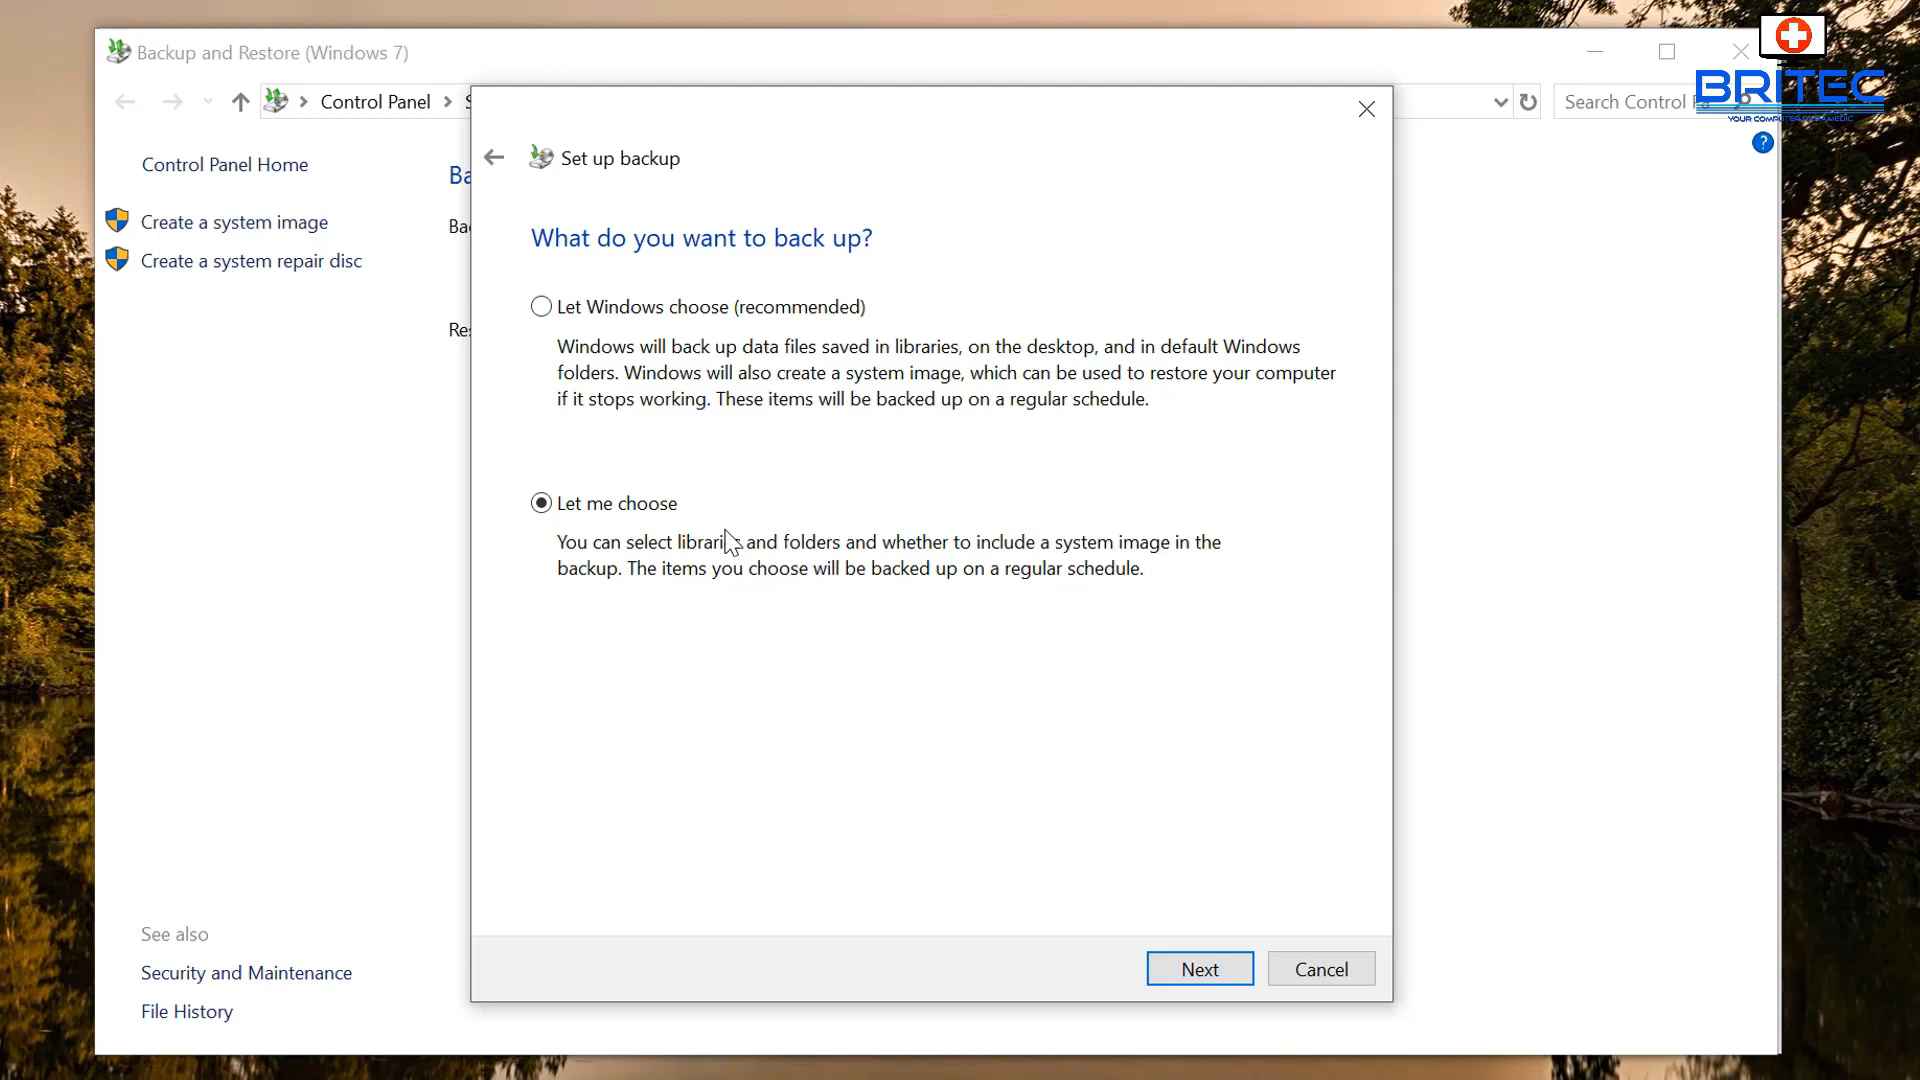 Backup and Restore (Windows 7)
BRITEC
YOUR COMPUTER PARAMEDIC
Control Panel
Search Control
Control Panel Home
Create a system image
Create a system repair disc
Set up backup
What do you want to back up?
Let Windows choose (recommended)
Windows will back up data files saved in libraries, on the desktop, and in default Windows
folders. Windows will also create a system image, which can be used to restore your computer
if it stops working. These items will be backed up on a regular schedule.
Let me choose
You can select libraries and folders and whether to include a system image in the
backup. The items you choose will be backed up on a regular schedule.
Next
Cancel
See also
Security and Maintenance
File History